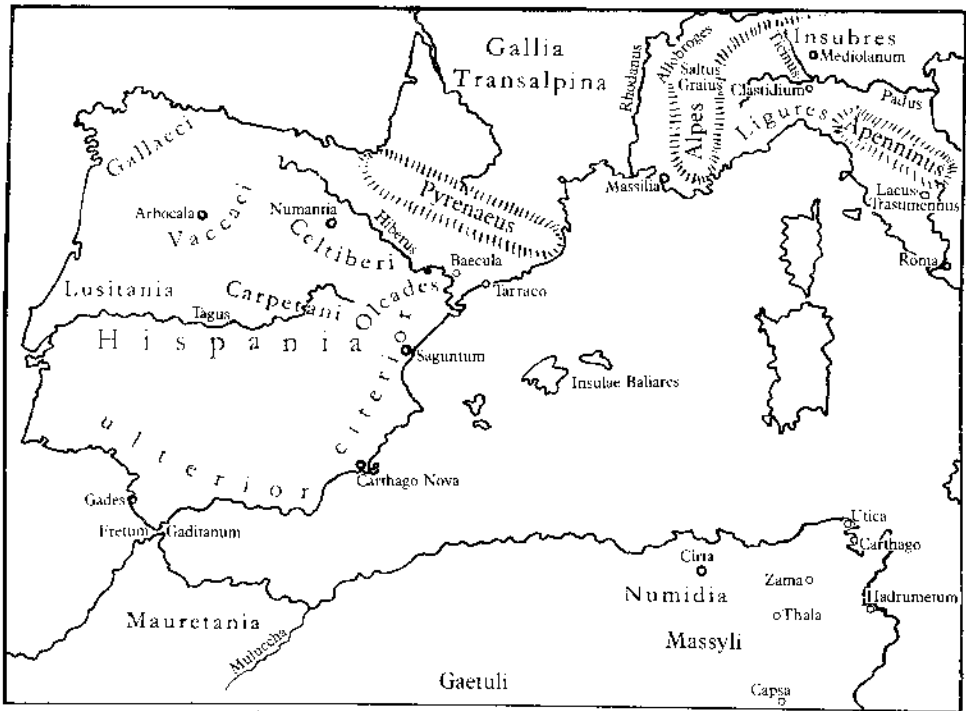 Gallia
Transalpina
Rhodanus
Allobroges
Saltus
Graius
Alpes
Ticinus
Insubres
Mediolanum
Clastidium
Padus
Ligures
Apenninus
Lacus
Trasumennus
Roma
Massilia
Gallaeci
Arbocala
Vaccaei
Numantia
Celtiberi
Hiberus
Pyrenaeus
Baecula
Tarraco
Lusitania
Carpetani
Olcades
Tagus
Hispania
Saguntum
citerior
ulterior
Insulae Baliares
Carthago Nova
Gades
Fretum Gaditanum
Utica
Carthago
Cirta
Zama
Hadrumetum
Numidia
Thala
Mauretania
Muluccha
Massyli
Gaetuli
Capsa